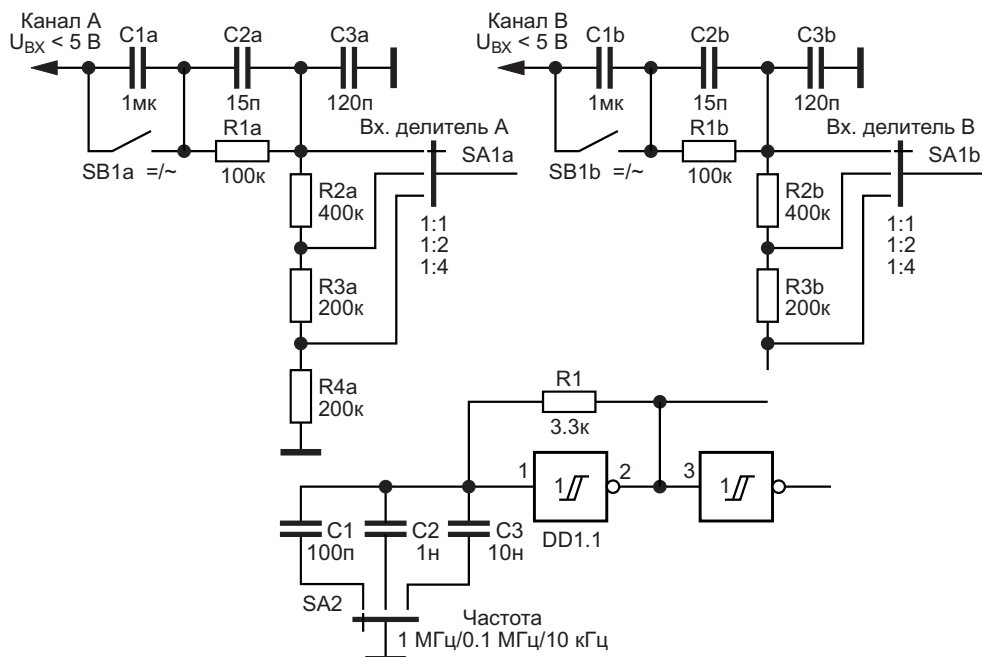 Канал A
UВХ < 5 В
C1a
C2a
C3a
1мк
15п
120п
R1a
100к
SB1a =/~
Вх. делитель A
SA1a
R2a
400к
1:1
1:2
1:4
R3a
200к
R4a
200к
Канал B
UВХ < 5 В
C1b
C2b
C3b
1мк
15п
120п
R1b
100к
SB1b =/~
Вх. делитель B
SA1b
R2b
400к
1:1
1:2
1:4
R3b
200к
R1
3.3к
1
1
2
3
1
DD1.1
C1
100п
C2
1н
C3
10н
SA2
Частота
1 МГц/0.1 МГц/10 кГц